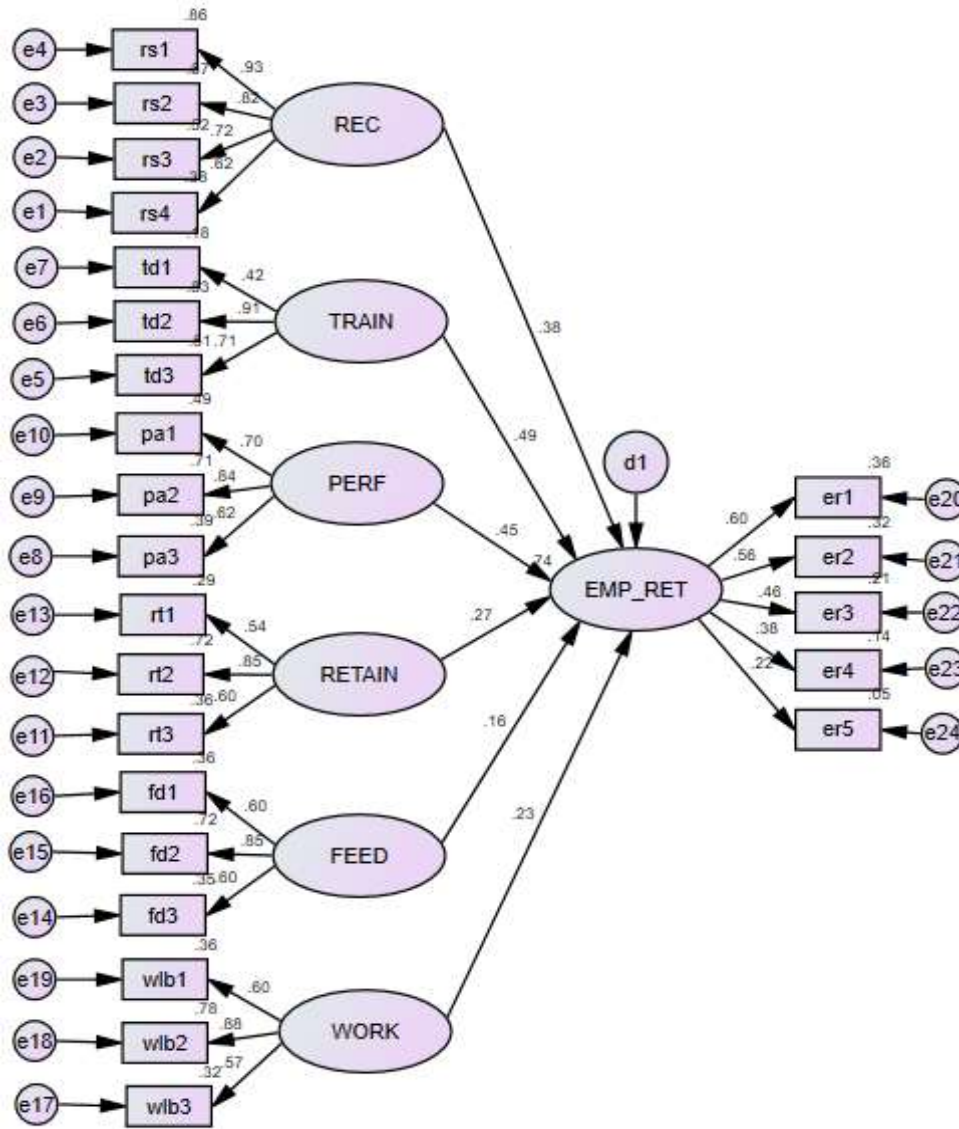 .86
e4 rs1
.93
.67
e3 rs2
.82
REC
.52 .72
e2 rs3
.62
.38
e1 rs4
.18
e7 td1
.42
.83
e6 td2
.91
TRAIN
.38
.71
e5 td3
.49
.49
e10 pa1
.70
.71
d1
.36
e9 pa2
PERF
er1 e20
.62
.60
.39
.45
.32
e8 pa3
.74
.56
er2 e21
.29
EMP_RET
.21
e13 rt1
.46
er3 e22
.54
.27
.38
.14
.72
er4 e23
e12 rt2
.85
RETAIN
.22
.05
.36 .60
.16
er5 e24
e11 rt3
.36
e16 fd1
.60
.23
.72
e15 fd2
.85
FEED
.35 .60
e14 fd3
.36
e19 wlb1
.60
.78
.88
WORK
e18 wlb2
.32 .57
e17 wlb3